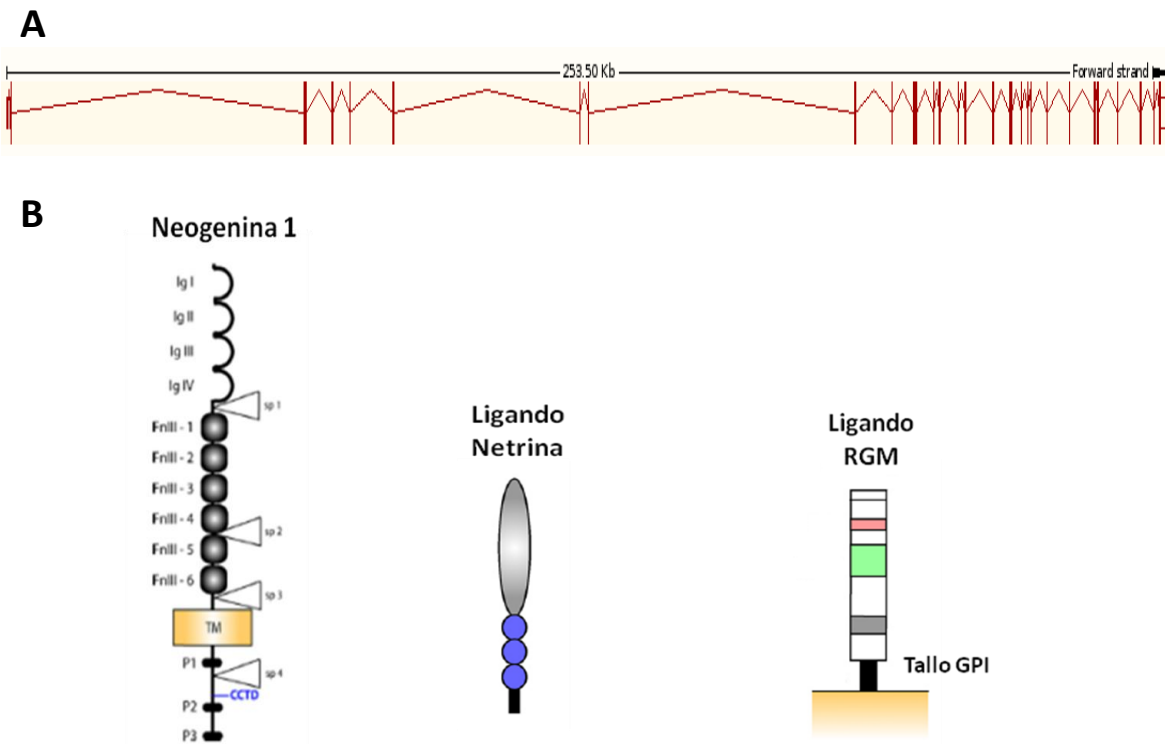 A
253.50 Kb
Forward strand
B
Neogenina 1
Ig I
Ig II
Ig III
Ig IV
sp 1
FnIII - 1
FnIII - 2
FnIII - 3
FnIII - 4
sp 2
FnIII - 5
FnIII - 6
sp 3
TM
P1
sp 4
CCTD
P2
P3
Ligando
Netrina
Ligando
RGM
Tallo GPI